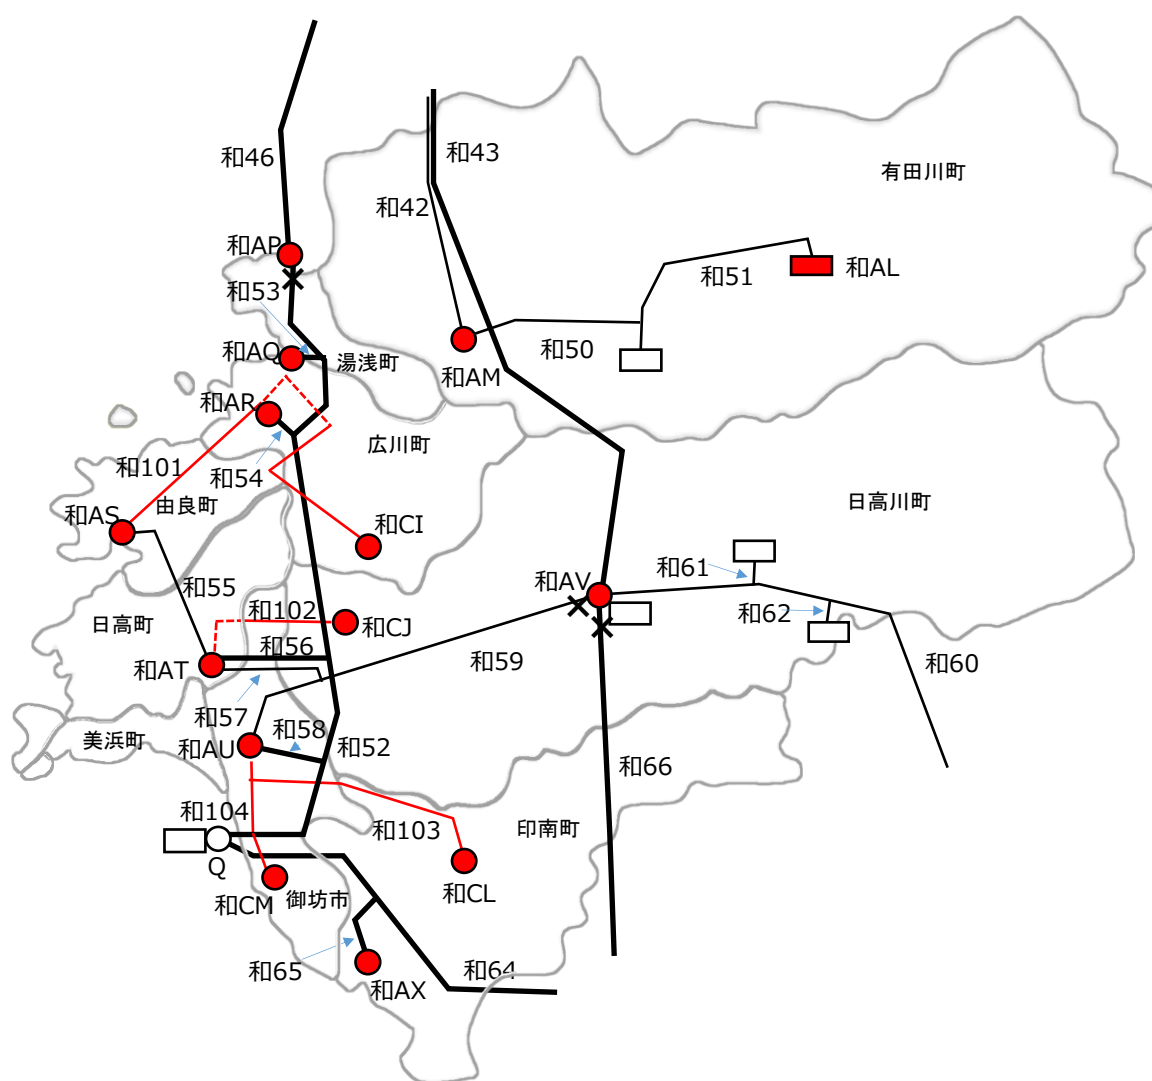 和46
和43
有田川町
和42
和AP
和51
和AL
和53
和50
和AQ
湯浅町
和AM
和AR
広川町
和101
和54
由良町
日高川町
和AS
和CI
和61
和AV
和55
和102
和62
日高町
和CJ
和56
和59
和60
和AT
和57
和58
美浜町
和AU
和52
和66
和104
和103
印南町
Q
和CM
御坊市
和CL
和65
和64
和AX